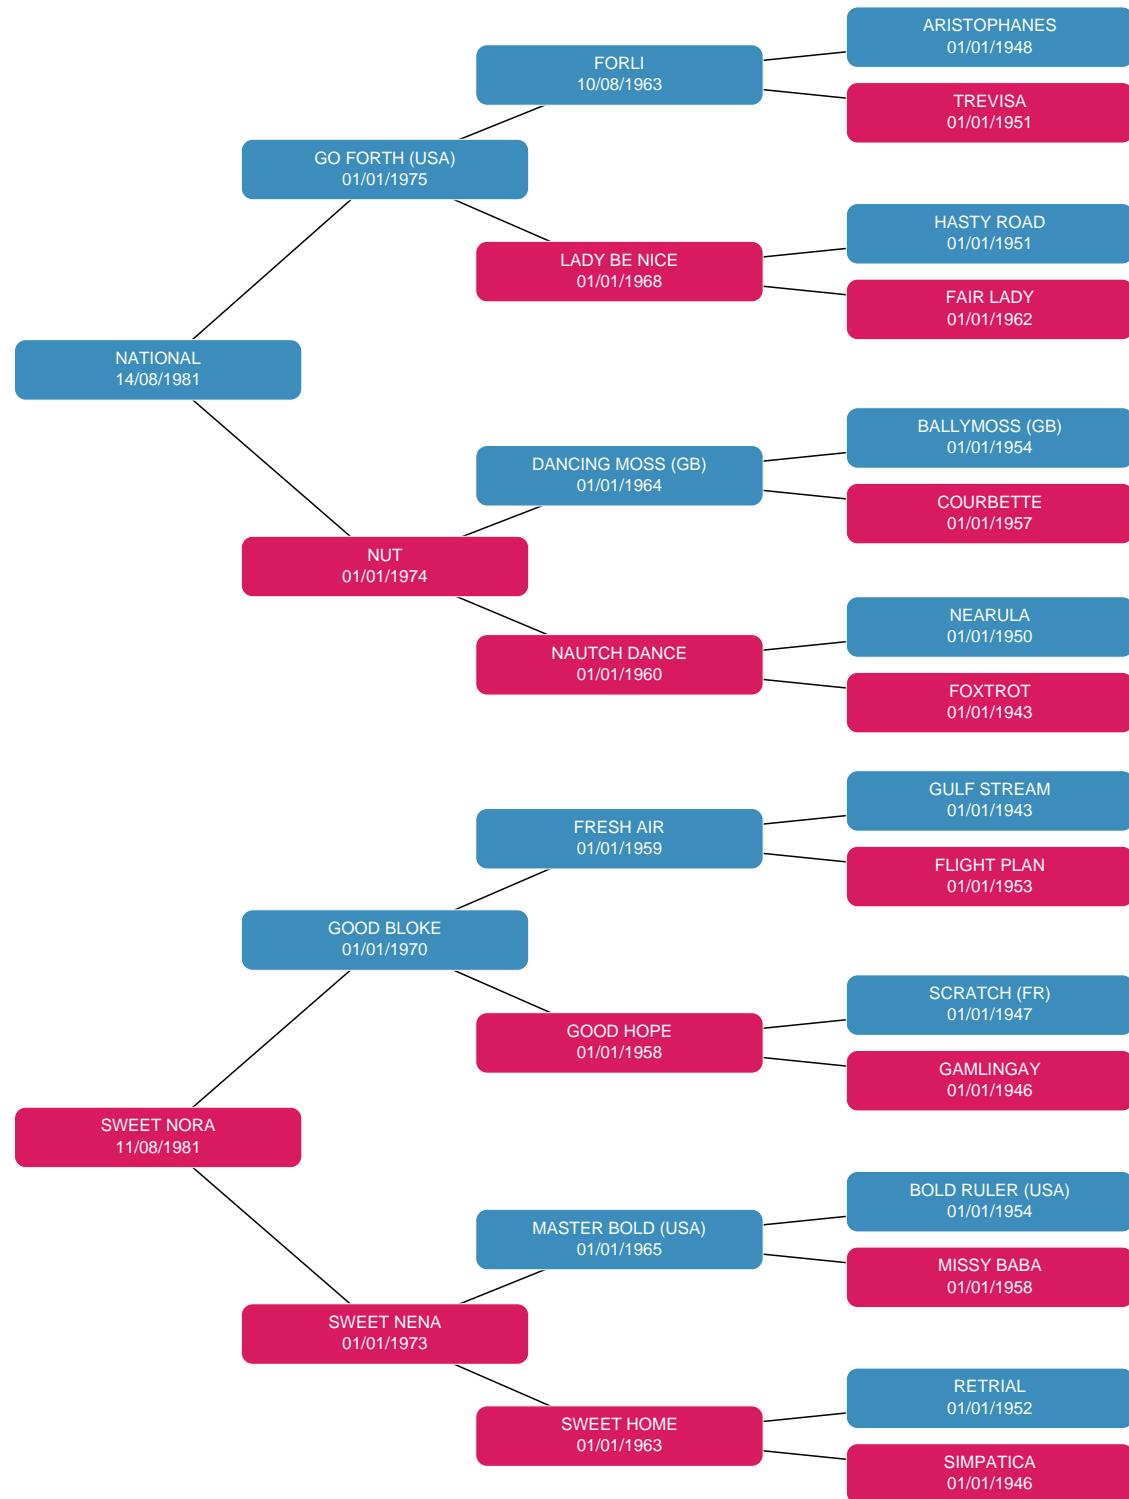 ARISTOPHANES
01/01/1948
FORLI
10/08/1963
TREVISA
01/01/1951
GO FORTH (USA)
01/01/1975
HASTY ROAD
01/01/1951
LADY BE NICE
01/01/1968
FAIR LADY
01/01/1962
NATIONAL
14/08/1981
BALLYMOSS (GB)
01/01/1954
DANCING MOSS (GB)
01/01/1964
COURBETTE
01/01/1957
NUT
01/01/1974
NEARULA
01/01/1950
NAUTCH DANCE
01/01/1960
FOXTROT
01/01/1943
GULF STREAM
01/01/1943
FRESH AIR
01/01/1959
FLIGHT PLAN
01/01/1953
GOOD BLOKE
01/01/1970
SCRATCH (FR)
01/01/1947
GOOD HOPE
01/01/1958
GAMLINGAY
01/01/1946
SWEET NORA
11/08/1981
BOLD RULER (USA)
01/01/1954
MASTER BOLD (USA)
01/01/1965
MISSY BABA
01/01/1958
SWEET NENA
01/01/1973
RETRIAL
01/01/1952
SWEET HOME
01/01/1963
SIMPATICA
01/01/1946